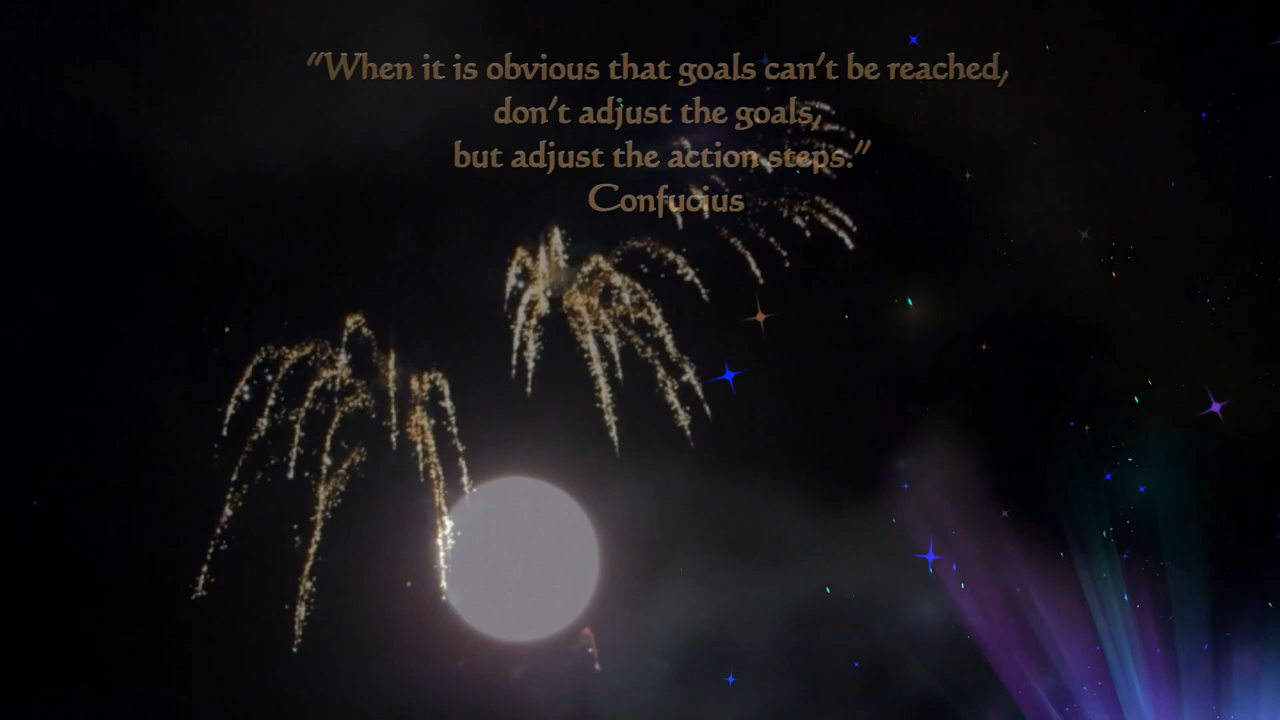 “When it is obvious that goals can’t be reached,
don’t adjust the goals,
but adjust the action steps.”
Confucius